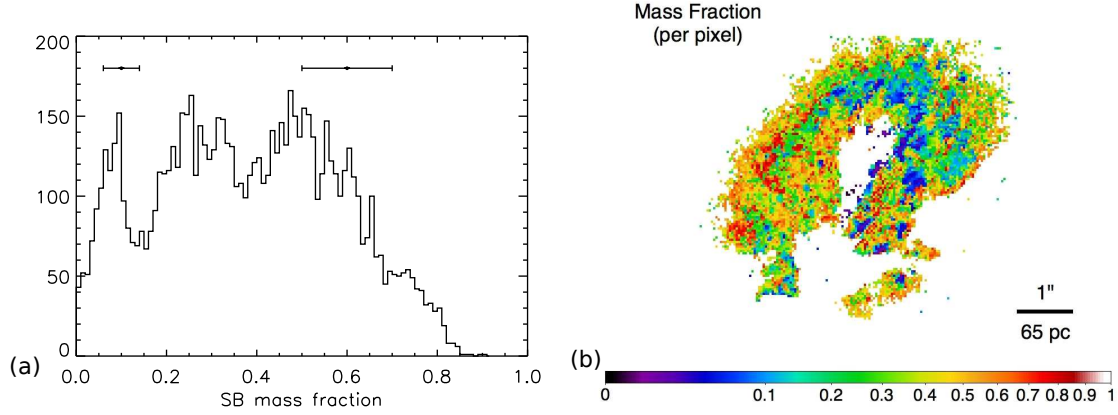 200
150
100
50
0
0.0 0.2 0.4 0.6 0.8 1.0
SB mass fraction
(a)
Mass Fraction
(per pixel)
1"
65 pc
(b)
0 0.1 0.2 0.3 0.4 0.5 0.6 0.7 0.8 0.9 1